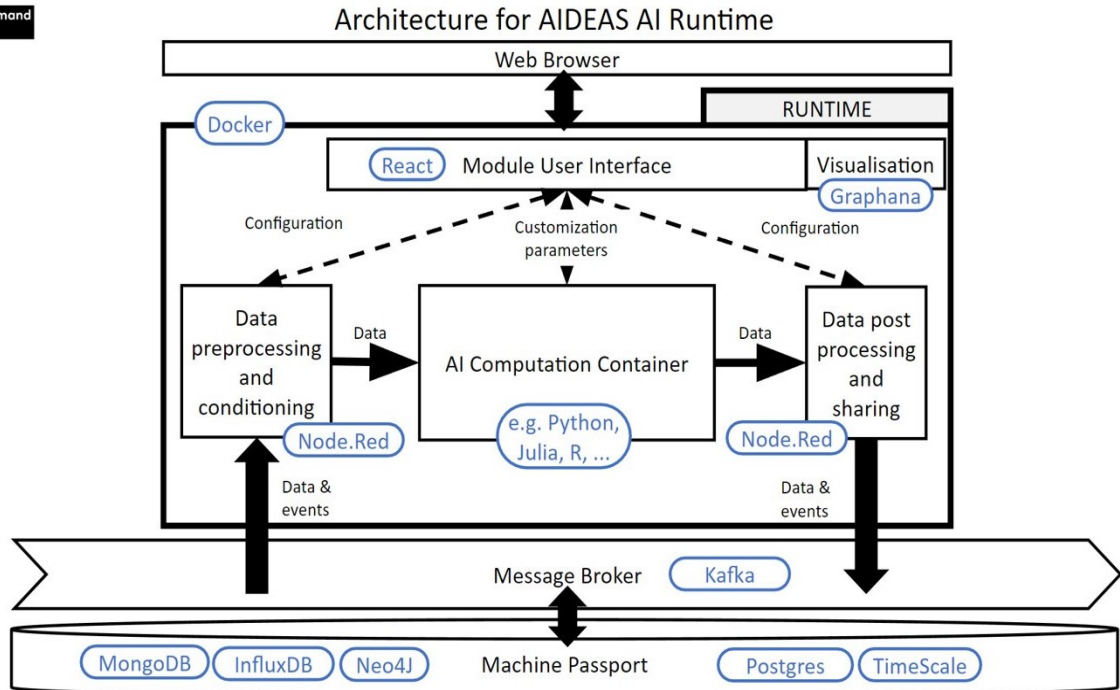 mand
Architecture for AIDEAS AI Runtime
Web Browser
RUNTIME
Docker
React
Module User Interface
Visualisation
Graphana
Configuration
Customization
parameters
Configuration
Data
preprocessing
and
conditioning
Node.Red
Data
AI Computation Container
e.g. Python,
Julia, R, ...
Data
Data post
processing
and
sharing
Node.Red
Data &
events
Data &
events
Message Broker
Kafka
MongoDB
InfluxDB
Neo4J
Machine Passport
Postgres
TimeScale